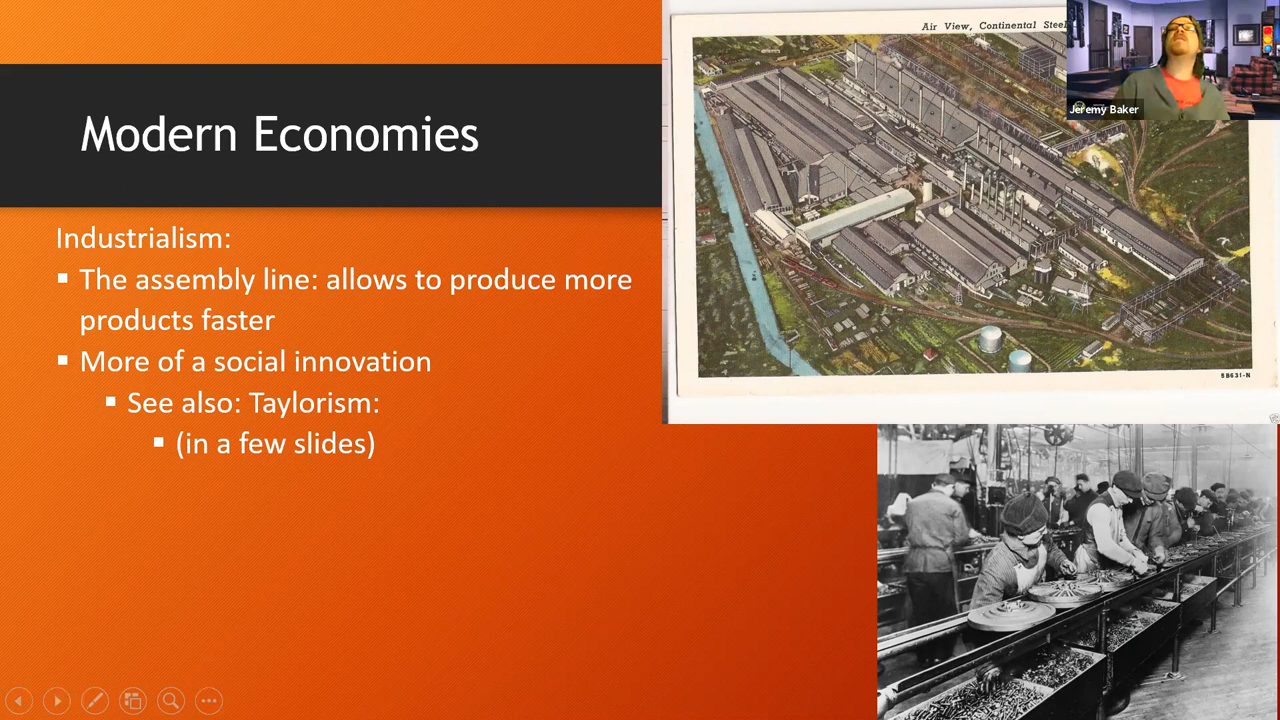 Air View, Continental Steel
Jeremy Baker
Modern Economies
Industrialism:
The assembly line: allows to produce more
products faster
More of a social innovation
See also: Taylorism:
(in a few slides)
5B631-N